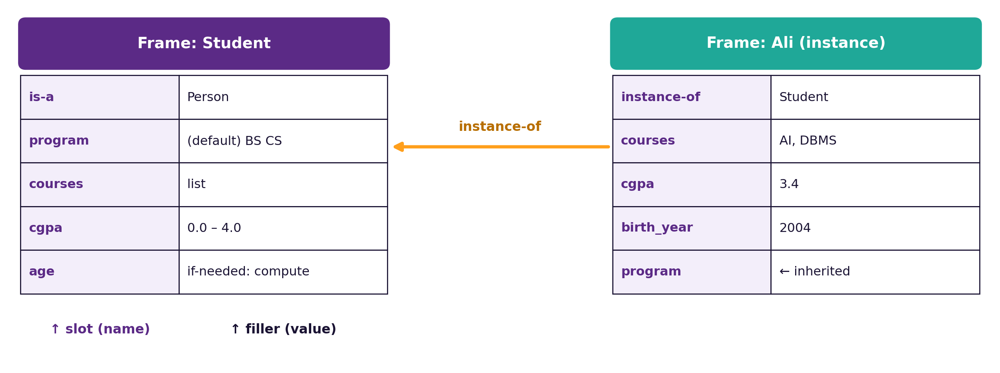 Frame: Student
is-a Person
program (default) BS CS
courses list
cgpa 0.0 – 4.0
age if-needed: compute
↑ slot (name) ↑ filler (value)
instance-of
Frame: Ali (instance)
instance-of Student
courses AI, DBMS
cgpa 3.4
birth_year 2004
program ← inherited